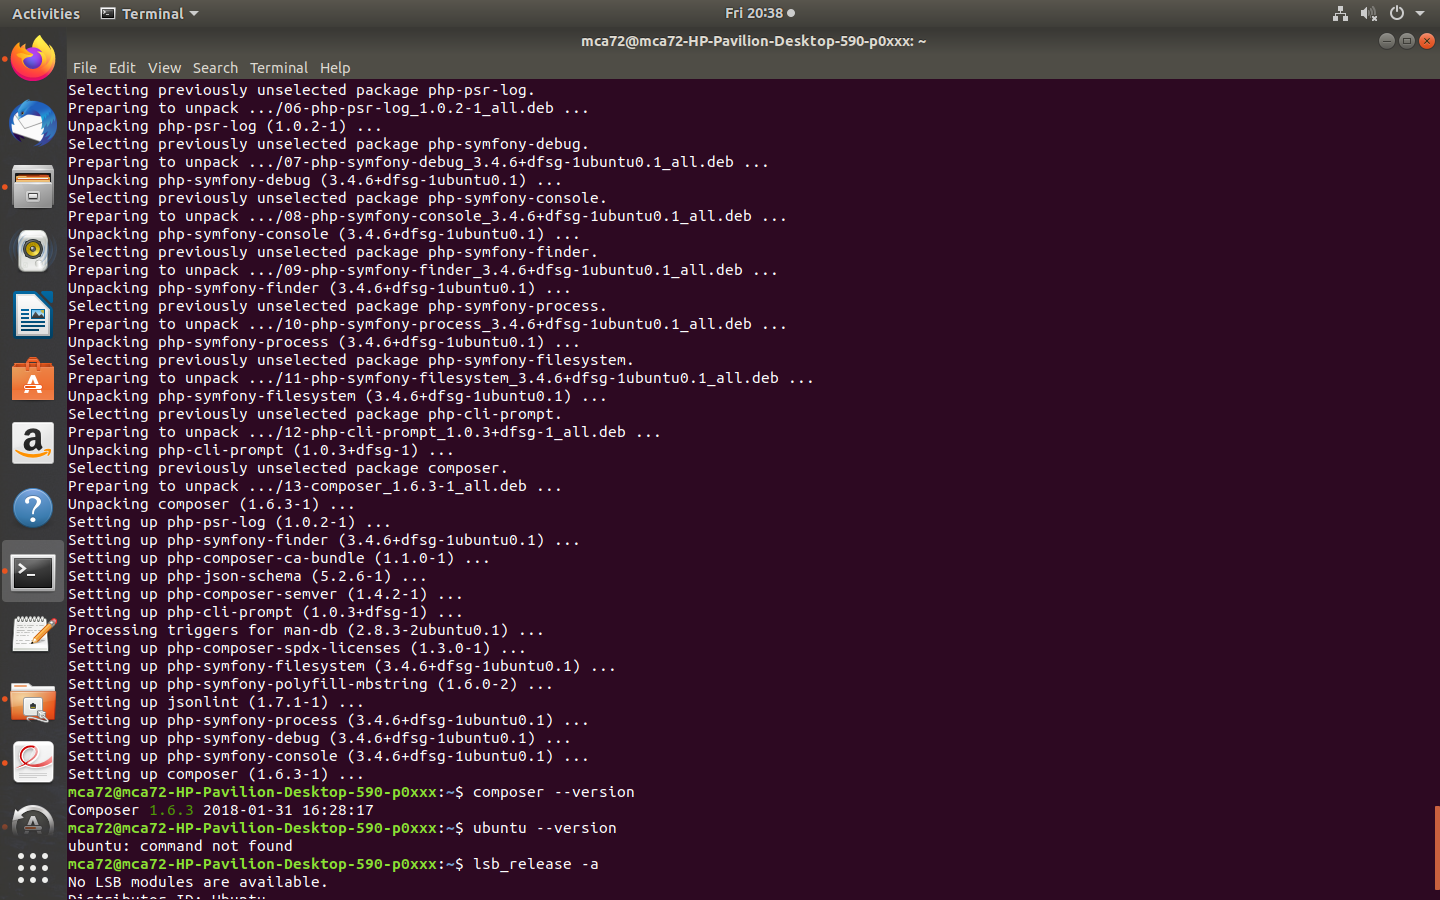 Activities Terminal Fri 20:38
mca72@mca72-HP-Pavilion-Desktop-590-p0xxx: ~
File Edit View Search Terminal Help
Selecting previously unselected package php-psr-log.
Preparing to unpack .../06-php-psr-log_1.0.2-1_all.deb ...
Unpacking php-psr-log (1.0.2-1) ...
Selecting previously unselected package php-symfony-debug.
Preparing to unpack .../07-php-symfony-debug_3.4.6+dfsg-1ubuntu0.1_all.deb ...
Unpacking php-symfony-debug (3.4.6+dfsg-1ubuntu0.1) ...
Selecting previously unselected package php-symfony-console.
Preparing to unpack .../08-php-symfony-console_3.4.6+dfsg-1ubuntu0.1_all.deb ...
Unpacking php-symfony-console (3.4.6+dfsg-1ubuntu0.1) ...
Selecting previously unselected package php-symfony-finder.
Preparing to unpack .../09-php-symfony-finder_3.4.6+dfsg-1ubuntu0.1_all.deb ...
Unpacking php-symfony-finder (3.4.6+dfsg-1ubuntu0.1) ...
Selecting previously unselected package php-symfony-process.
Preparing to unpack .../10-php-symfony-process_3.4.6+dfsg-1ubuntu0.1_all.deb ...
Unpacking php-symfony-process (3.4.6+dfsg-1ubuntu0.1) ...
Selecting previously unselected package php-symfony-filesystem.
Preparing to unpack .../11-php-symfony-filesystem_3.4.6+dfsg-1ubuntu0.1_all.deb ...
Unpacking php-symfony-filesystem (3.4.6+dfsg-1ubuntu0.1) ...
Selecting previously unselected package php-cli-prompt.
Preparing to unpack .../12-php-cli-prompt_1.0.3+dfsg-1_all.deb ...
Unpacking php-cli-prompt (1.0.3+dfsg-1) ...
Selecting previously unselected package composer.
Preparing to unpack .../13-composer_1.6.3-1_all.deb ...
Unpacking composer (1.6.3-1) ...
Setting up php-psr-log (1.0.2-1) ...
Setting up php-symfony-finder (3.4.6+dfsg-1ubuntu0.1) ...
Setting up php-composer-ca-bundle (1.1.0-1) ...
Setting up php-json-schema (5.2.6-1) ...
Setting up php-composer-semver (1.4.2-1) ...
Setting up php-cli-prompt (1.0.3+dfsg-1) ...
Processing triggers for man-db (2.8.3-2ubuntu0.1) ...
Setting up php-composer-spdx-licenses (1.3.0-1) ...
Setting up php-symfony-filesystem (3.4.6+dfsg-1ubuntu0.1) ...
Setting up php-symfony-polyfill-mbstring (1.6.0-2) ...
Setting up jsonlint (1.7.1-1) ...
Setting up php-symfony-process (3.4.6+dfsg-1ubuntu0.1) ...
Setting up php-symfony-debug (3.4.6+dfsg-1ubuntu0.1) ...
Setting up php-symfony-console (3.4.6+dfsg-1ubuntu0.1) ...
Setting up composer (1.6.3-1) ...
mca72@mca72-HP-Pavilion-Desktop-590-p0xxx:~$ composer --version
Composer 1.6.3 2018-01-31 16:28:17
mca72@mca72-HP-Pavilion-Desktop-590-p0xxx:~$ ubuntu --version
ubuntu: command not found
mca72@mca72-HP-Pavilion-Desktop-590-p0xxx:~$ lsb_release -a
No LSB modules are available.
Distributor ID: Ubuntu